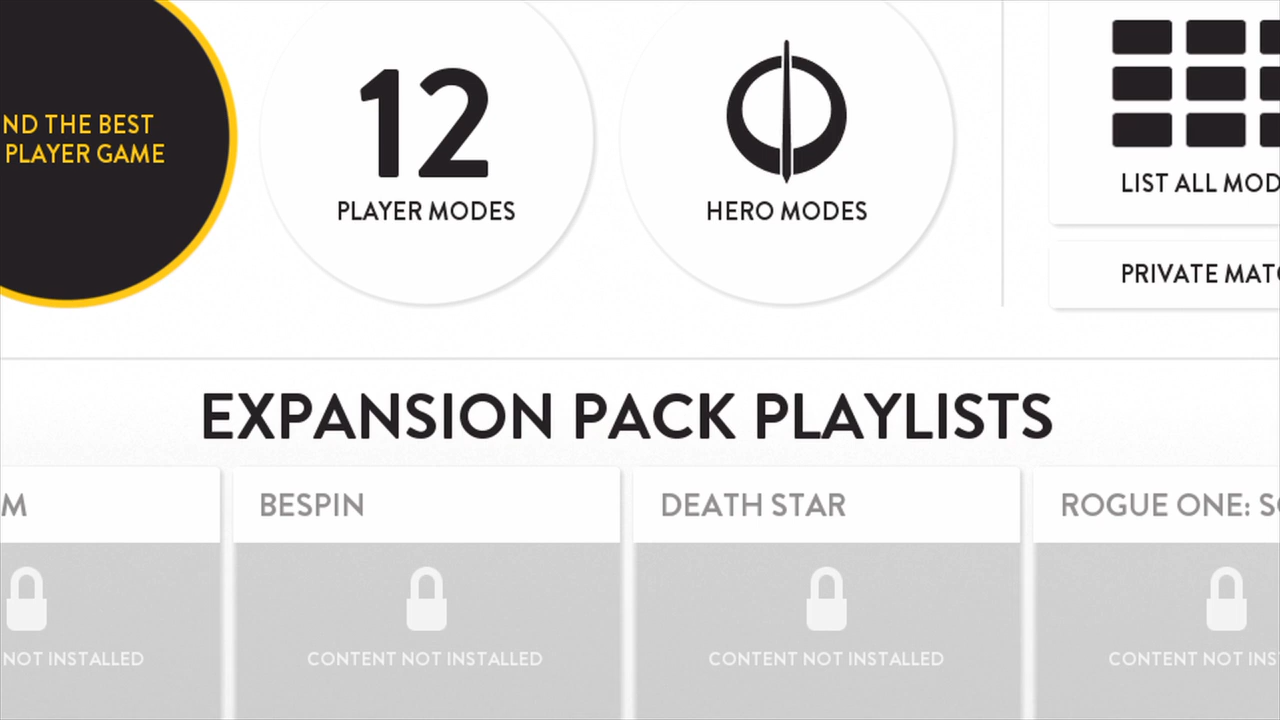 ND THE BEST
PLAYER GAME
12
PLAYER MODES
HERO MODES
LIST ALL MOD
PRIVATE MATC
EXPANSION PACK PLAYLISTS
M
BESPIN
DEATH STAR
ROGUE ONE: SC
NOT INSTALLED
CONTENT NOT INSTALLED
CONTENT NOT INSTALLED
CONTENT NOT INS